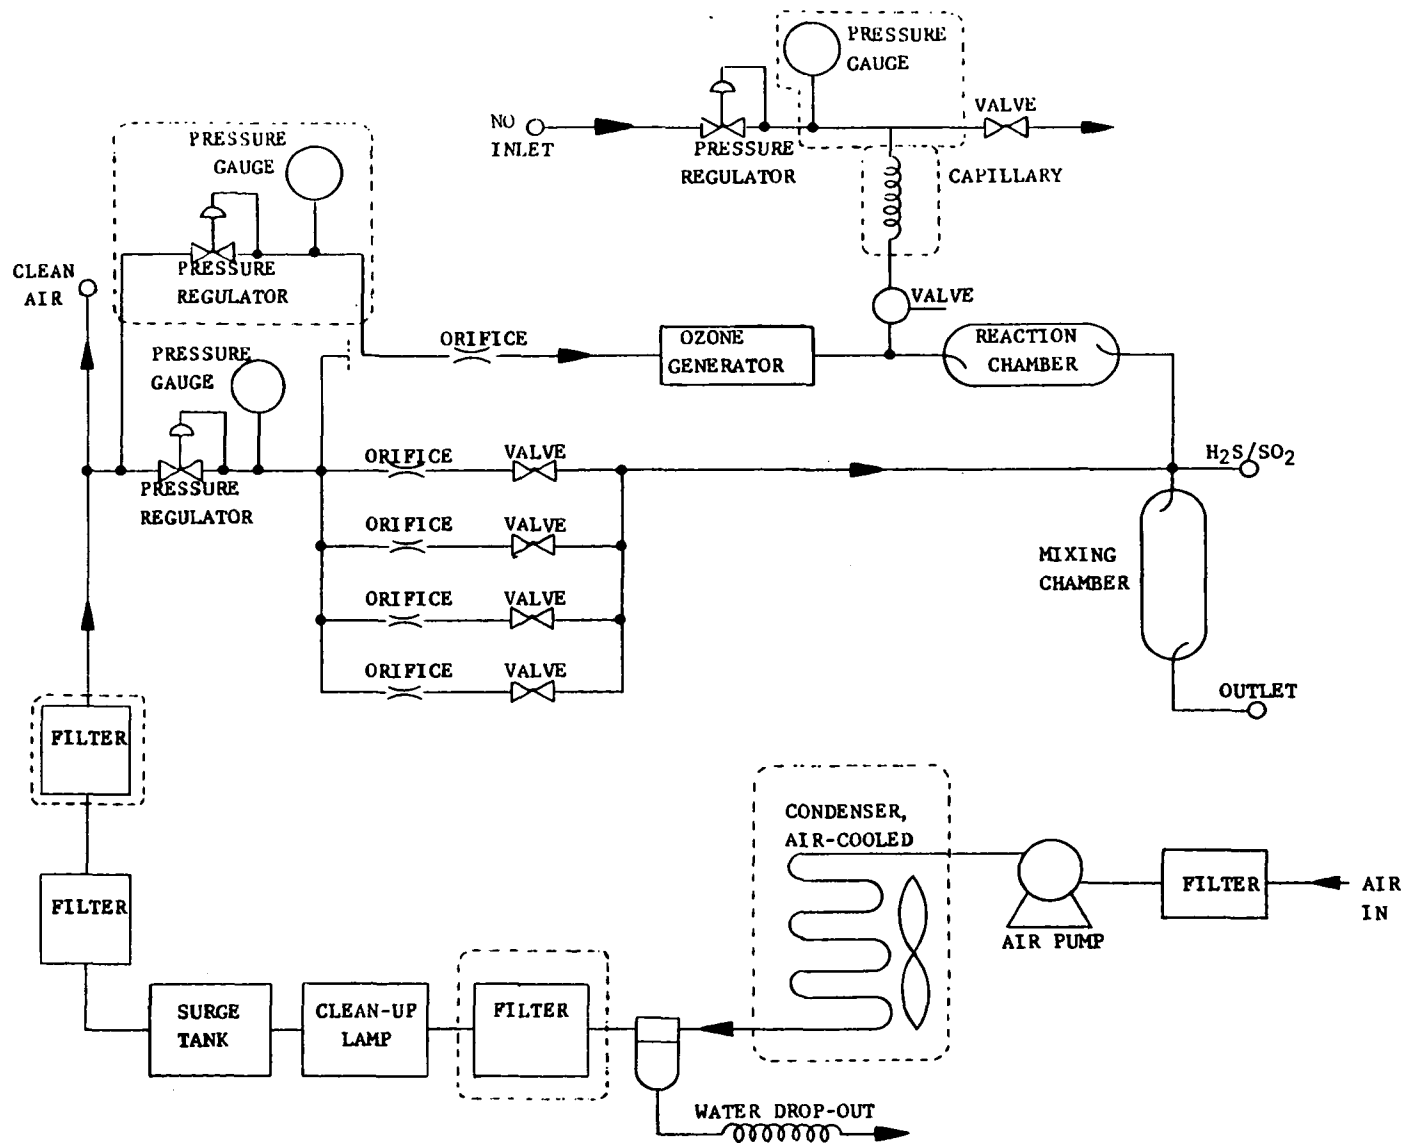 PRESSURE
GAUGE
NO
INLET
PRESSURE
REGULATOR
VALVE
CAPILLARY
PRESSURE
GAUGE
PRESSURE
REGULATOR
CLEAN
AIR
VALVE
ORIFICE
OZONE
GENERATOR
REACTION
CHAMBER
PRESSURE
GAUGE
PRESSURE
REGULATOR
ORIFICE VALVE
ORIFICE VALVE
ORIFICE VALVE
ORIFICE VALVE
H2S/SO2
MIXING
CHAMBER
OUTLET
FILTER
FILTER
CONDENSER,
AIR-COOLED
AIR PUMP
FILTER
AIR
IN
SURGE
TANK
CLEAN-UP
LAMP
FILTER
WATER DROP-OUT